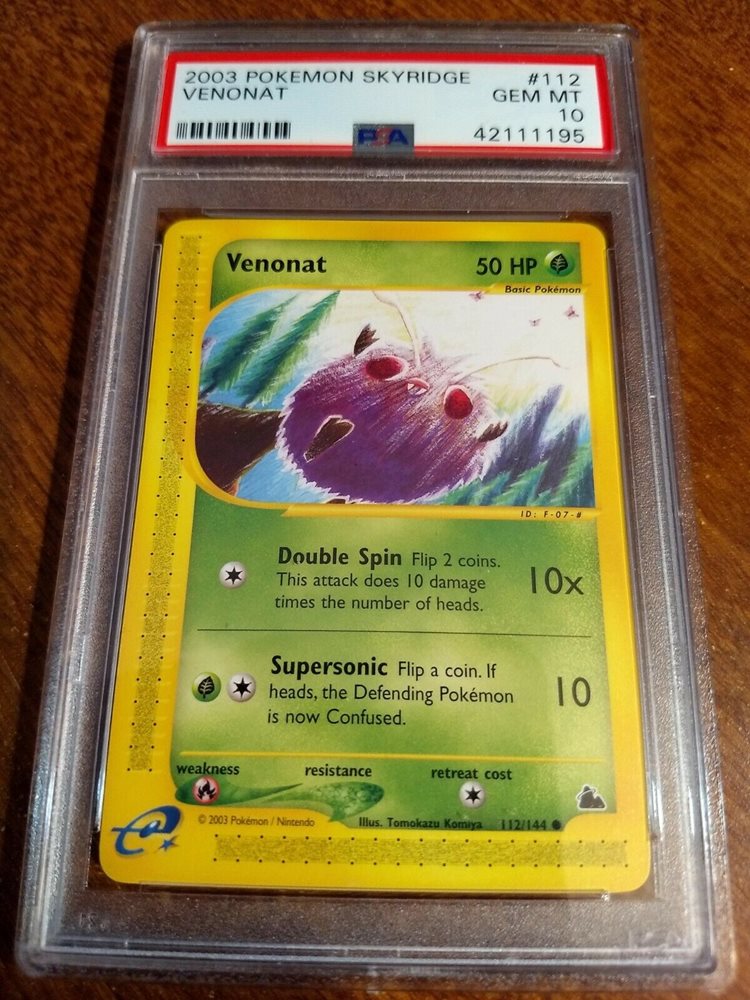 2003 POKEMON SKYRIDGE #112
VENONAT GEM MT
10
PSA 42111195
Venonat 50 HP
Basic Pokémon
ID: F-07-#
Double Spin Flip 2 coins.
This attack does 10 damage
times the number of heads.
10x
Supersonic Flip a coin. If
heads, the Defending Pokémon
is now Confused.
10
weakness resistance retreat cost
© 2003 Pokémon / Nintendo Illus. Tomokazu Komiya 112/144
e